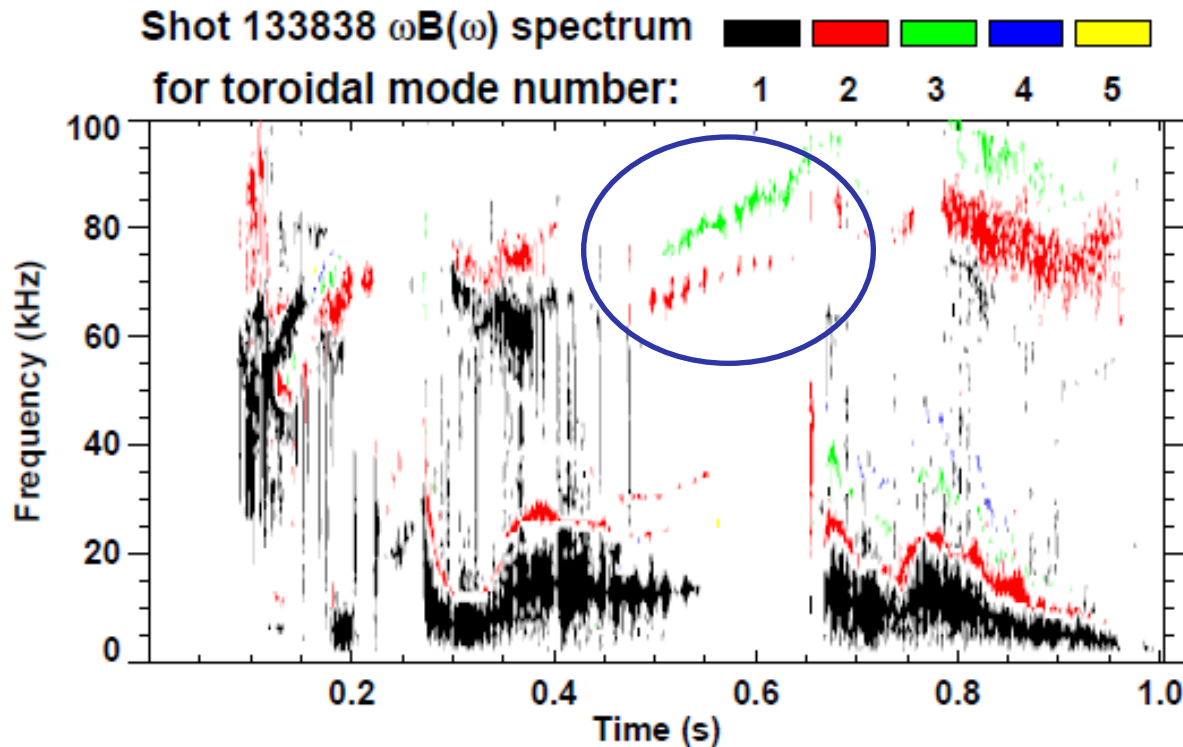 Shot 133838 ωB(ω) spectrum
for toroidal mode number: 1 2 3 4 5
100
80
60
40
20
0
Frequency (kHz)
0.2 0.4 0.6 0.8 1.0
Time (s)